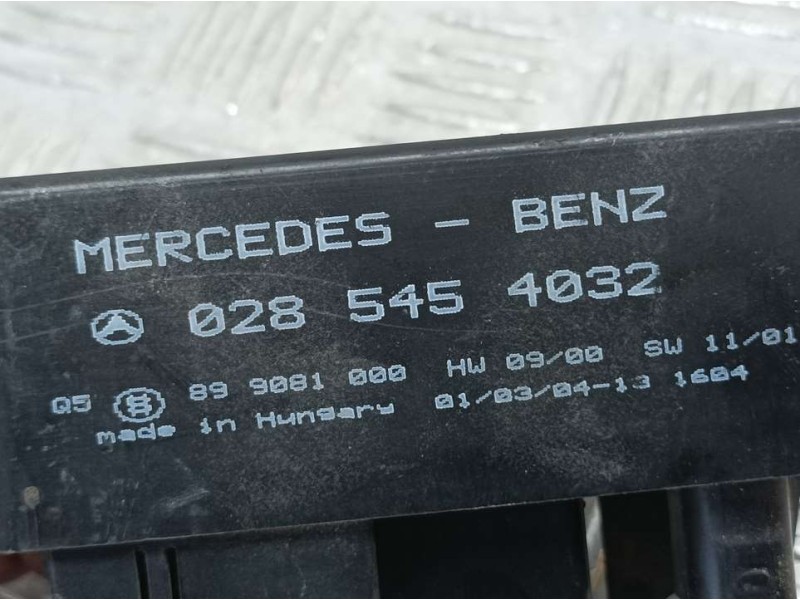 MERCEDES - BENZ
028 545 4032
Q5 89 9081 000 HW 09/00 SW 11/01
made in Hungary 01/03/04-13 1604